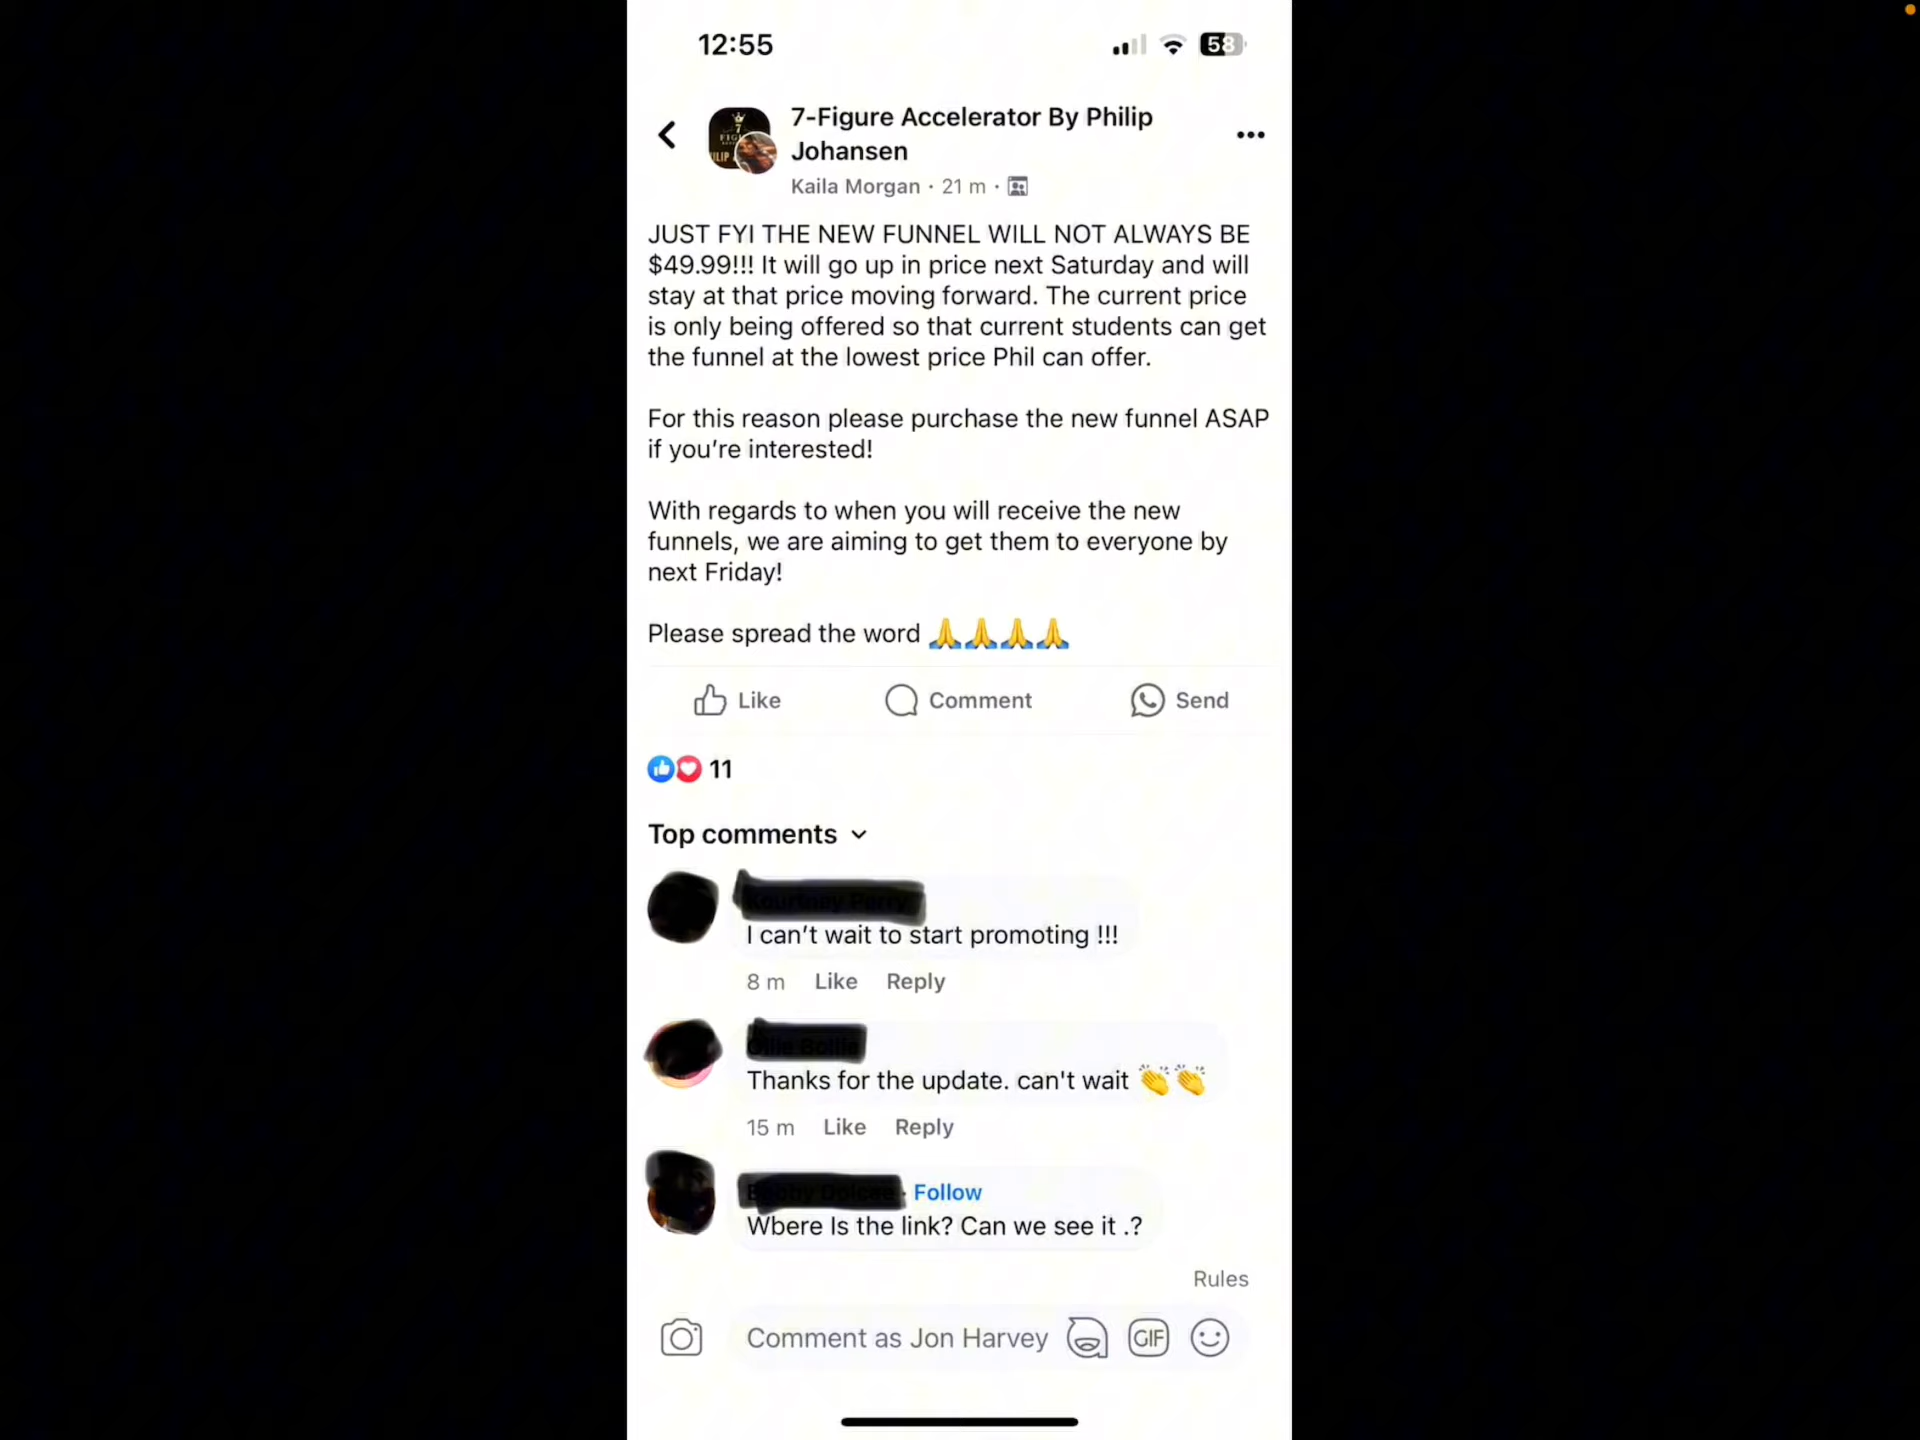 12:55
58
7-Figure Accelerator By Philip
Johansen
Kaila Morgan · 21 m ·
JUST FYI THE NEW FUNNEL WILL NOT ALWAYS BE
$49.99!!! It will go up in price next Saturday and will
stay at that price moving forward. The current price
is only being offered so that current students can get
the funnel at the lowest price Phil can offer.
For this reason please purchase the new funnel ASAP
if you’re interested!
With regards to when you will receive the new
funnels, we are aiming to get them to everyone by
next Friday!
Please spread the word 🙏🙏🙏🙏
Like
Comment
Send
11
Top comments
I can’t wait to start promoting !!!
8 m Like Reply
Thanks for the update. can't wait 👏👏
15 m Like Reply
· Follow
Wbere Is the link? Can we see it .?
Rules
Comment as Jon Harvey
GIF